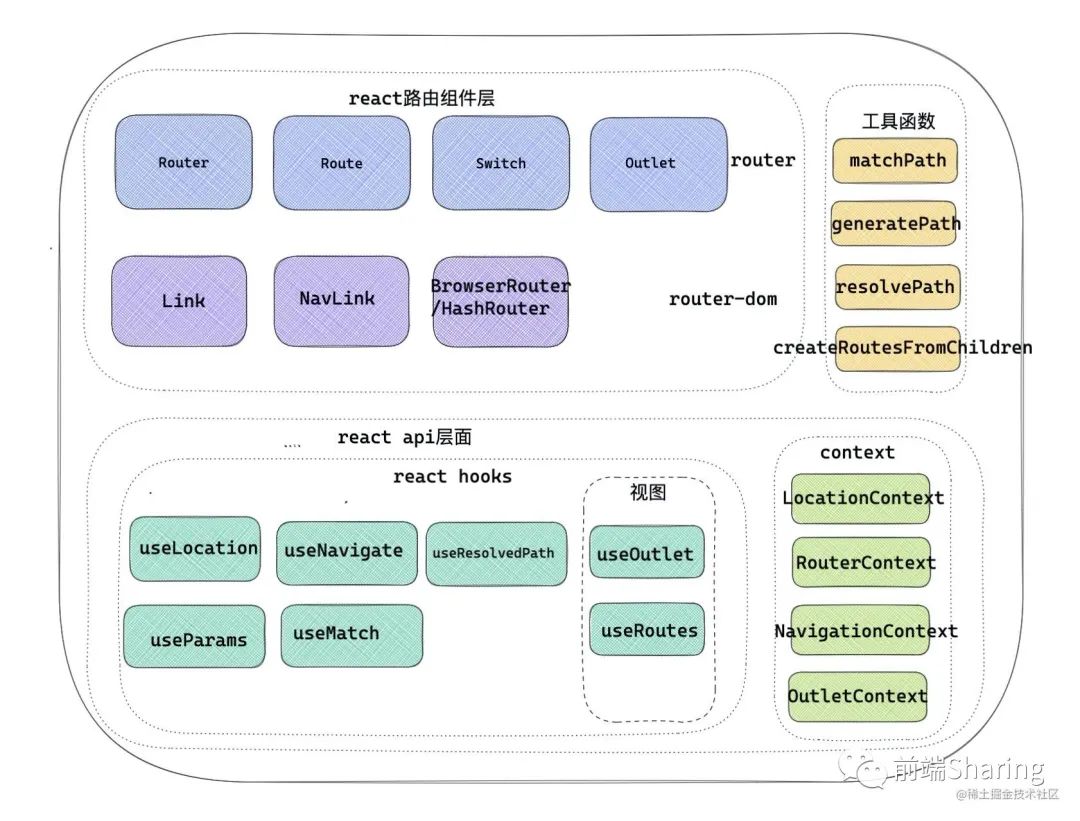 react路由组件层
Router
Route
Switch
Outlet
router
Link
NavLink
BrowserRouter
/HashRouter
router-dom
工具函数
matchPath
generatePath
resolvePath
createRoutesFromChildren
react api层面
react hooks
useLocation
useNavigate
useResolvedPath
useParams
useMatch
视图
useOutlet
useRoutes
context
LocationContext
RouterContext
NavigationContext
OutletContext
前端Sharing
@稀土掘金技术社区